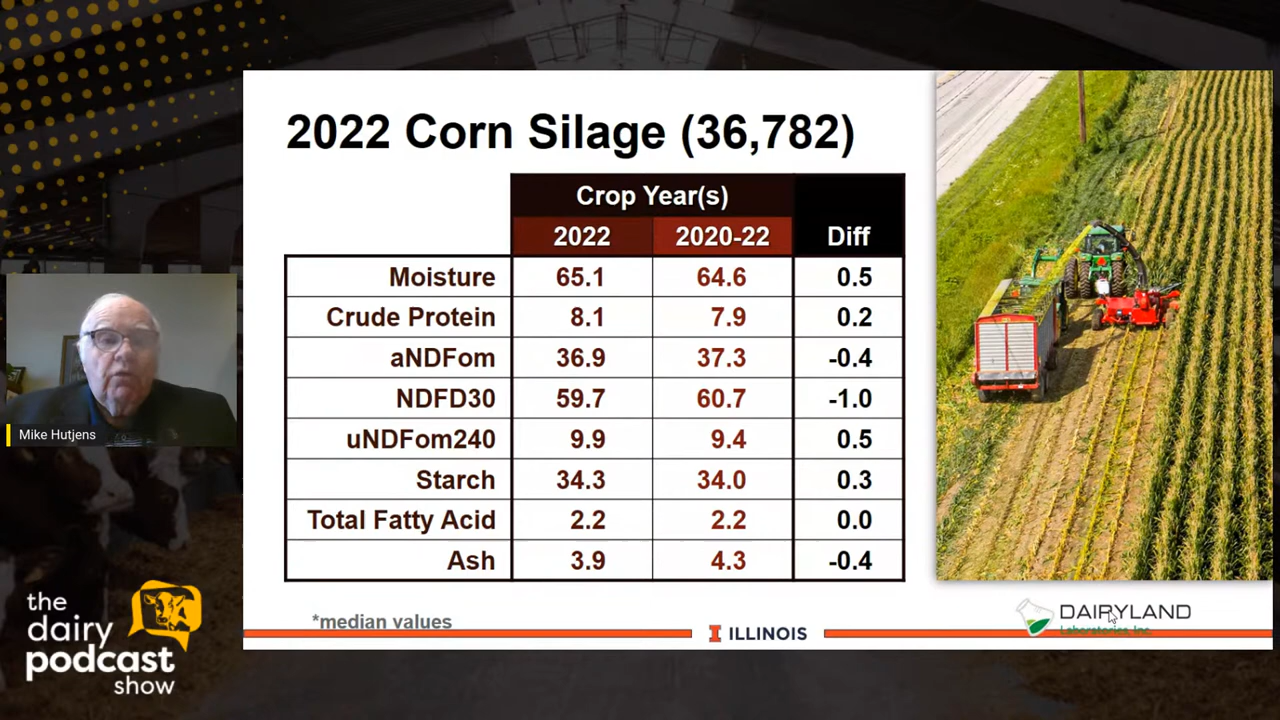 2022 Corn Silage (36,782)
Crop Year(s)
2022 2020-22 Diff
Moisture 65.1 64.6 0.5
Crude Protein 8.1 7.9 0.2
aNDFom 36.9 37.3 -0.4
NDFD30 59.7 60.7 -1.0
uNDFom240 9.9 9.4 0.5
Starch 34.3 34.0 0.3
Total Fatty Acid 2.2 2.2 0.0
Ash 3.9 4.3 -0.4
*median values
I ILLINOIS
DAIRYLAND
Laboratories, Inc.
Mike Hutjens
the
dairy
podcast
show